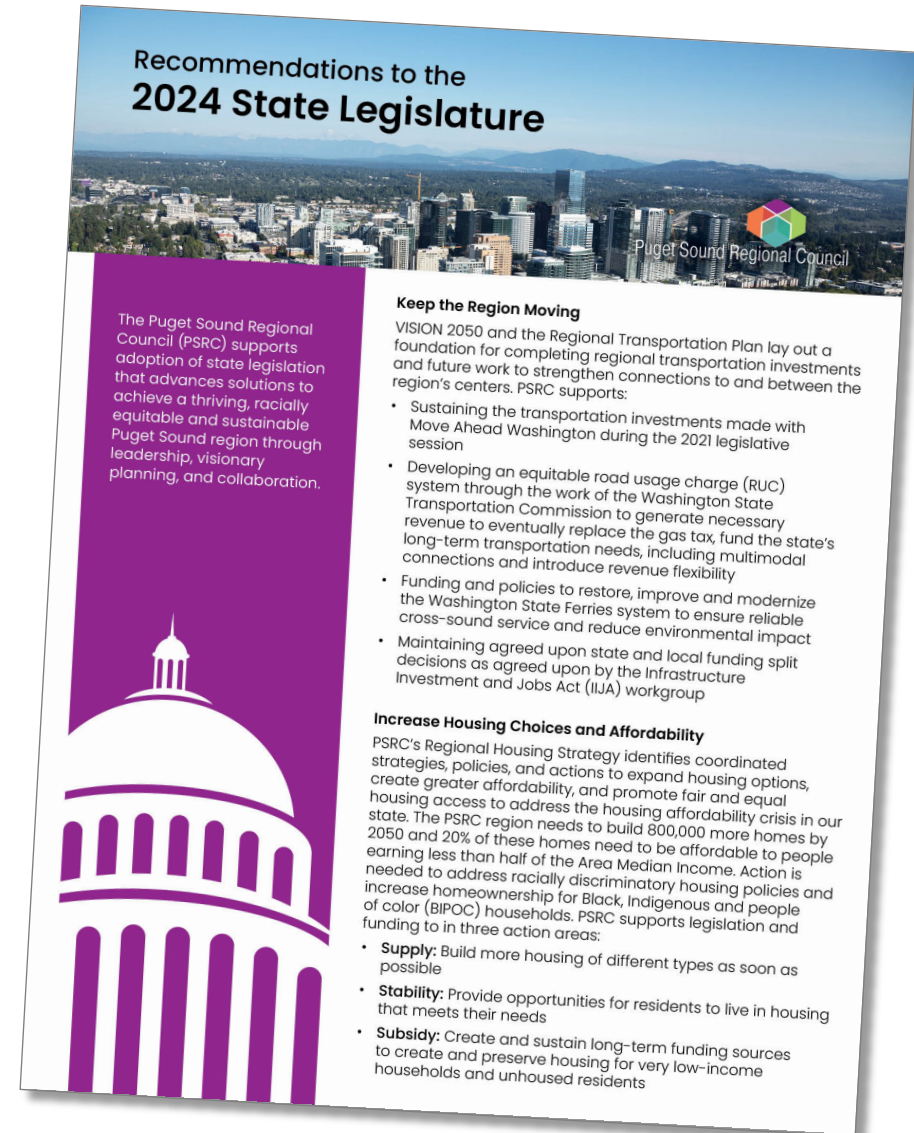 Recommendations to the
2024 State Legislature
Puget Sound Regional Council
The Puget Sound Regional
Council (PSRC) supports
adoption of state legislation
that advances solutions to
achieve a thriving, racially
equitable and sustainable
Puget Sound region through
leadership, visionary
planning, and collaboration.
Keep the Region Moving
VISION 2050 and the Regional Transportation Plan lay out a
foundation for completing regional transportation investments
and future work to strengthen connections to and between the
region's centers. PSRC supports:
• Sustaining the transportation investments made with
Move Ahead Washington during the 2021 legislative
session
• Developing an equitable road usage charge (RUC)
system through the work of the Washington State
Transportation Commission to generate necessary
revenue to eventually replace the gas tax, fund the state's
long-term transportation needs, including multimodal
connections and introduce revenue flexibility
• Funding and policies to restore, improve and modernize
the Washington State Ferries system to ensure reliable
cross-sound service and reduce environmental impact
• Maintaining agreed upon state and local funding split
decisions as agreed upon by the Infrastructure
Investment and Jobs Act (IIJA) workgroup
Increase Housing Choices and Affordability
PSRC's Regional Housing Strategy identifies coordinated
strategies, policies, and actions to expand housing options,
create greater affordability, and promote fair and equal
housing access to address the housing affordability crisis in our
state. The PSRC region needs to build 800,000 more homes by
2050 and 20% of these homes need to be affordable to people
earning less than half of the Area Median Income. Action is
needed to address racially discriminatory housing policies and
increase homeownership for Black, Indigenous and people
of color (BIPOC) households. PSRC supports legislation and
funding to in three action areas:
• Supply: Build more housing of different types as soon as
possible
• Stability: Provide opportunities for residents to live in housing
that meets their needs
• Subsidy: Create and sustain long-term funding sources
to create and preserve housing for very low-income
households and unhoused residents